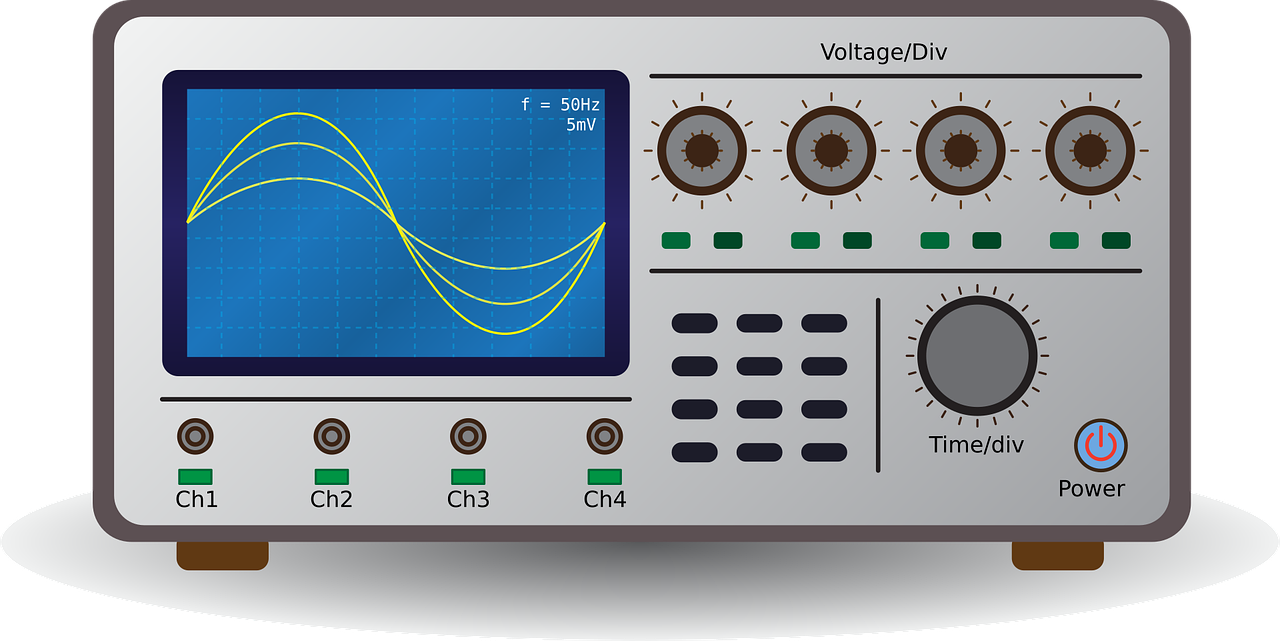 Voltage/Div
f = 50Hz
5mV
Time/div
Power
Ch1 Ch2 Ch3 Ch4